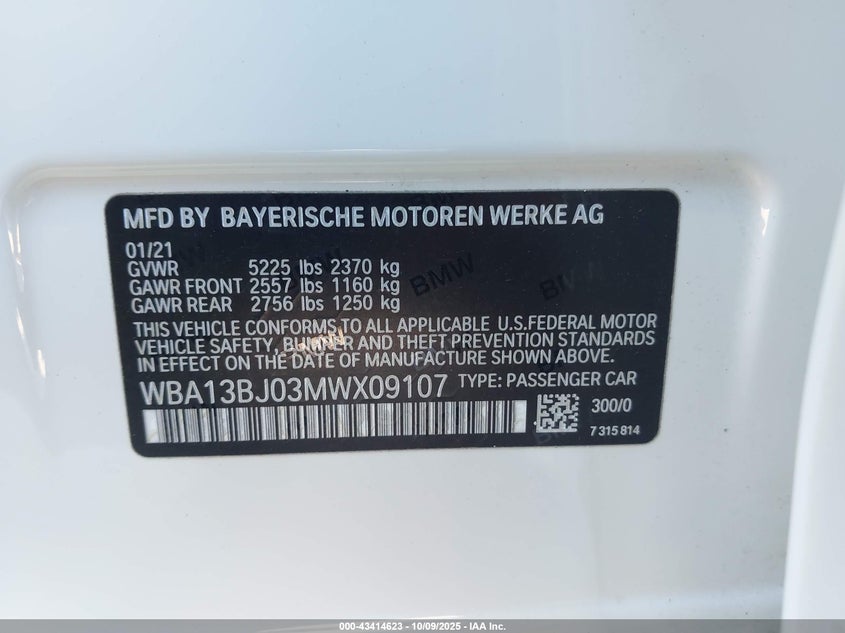 MFD BY BAYERISCHE MOTOREN WERKE AG
01/21
GVWR 5225 lbs 2370 kg
GAWR FRONT 2557 lbs 1160 kg
GAWR REAR 2756 lbs 1250 kg
THIS VEHICLE CONFORMS TO ALL APPLICABLE U.S.FEDERAL MOTOR
VEHICLE SAFETY, BUMPER AND THEFT PREVENTION STANDARDS
IN EFFECT ON THE DATE OF MANUFACTURE SHOWN ABOVE.
WBA13BJ03MWX09107 TYPE: PASSENGER CAR
300/0
7 315 814
BMW
000-43414623 - 10/09/2025 - IAA Inc.